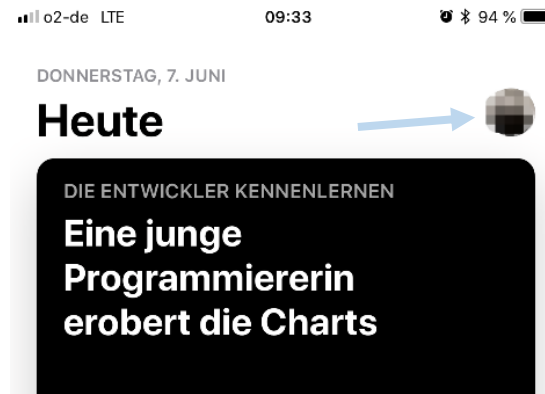 o2-de LTE 09:33 94 %
DONNERSTAG, 7. JUNI
Heute
DIE ENTWICKLER KENNENLERNEN
Eine junge
Programmiererin
erobert die Charts